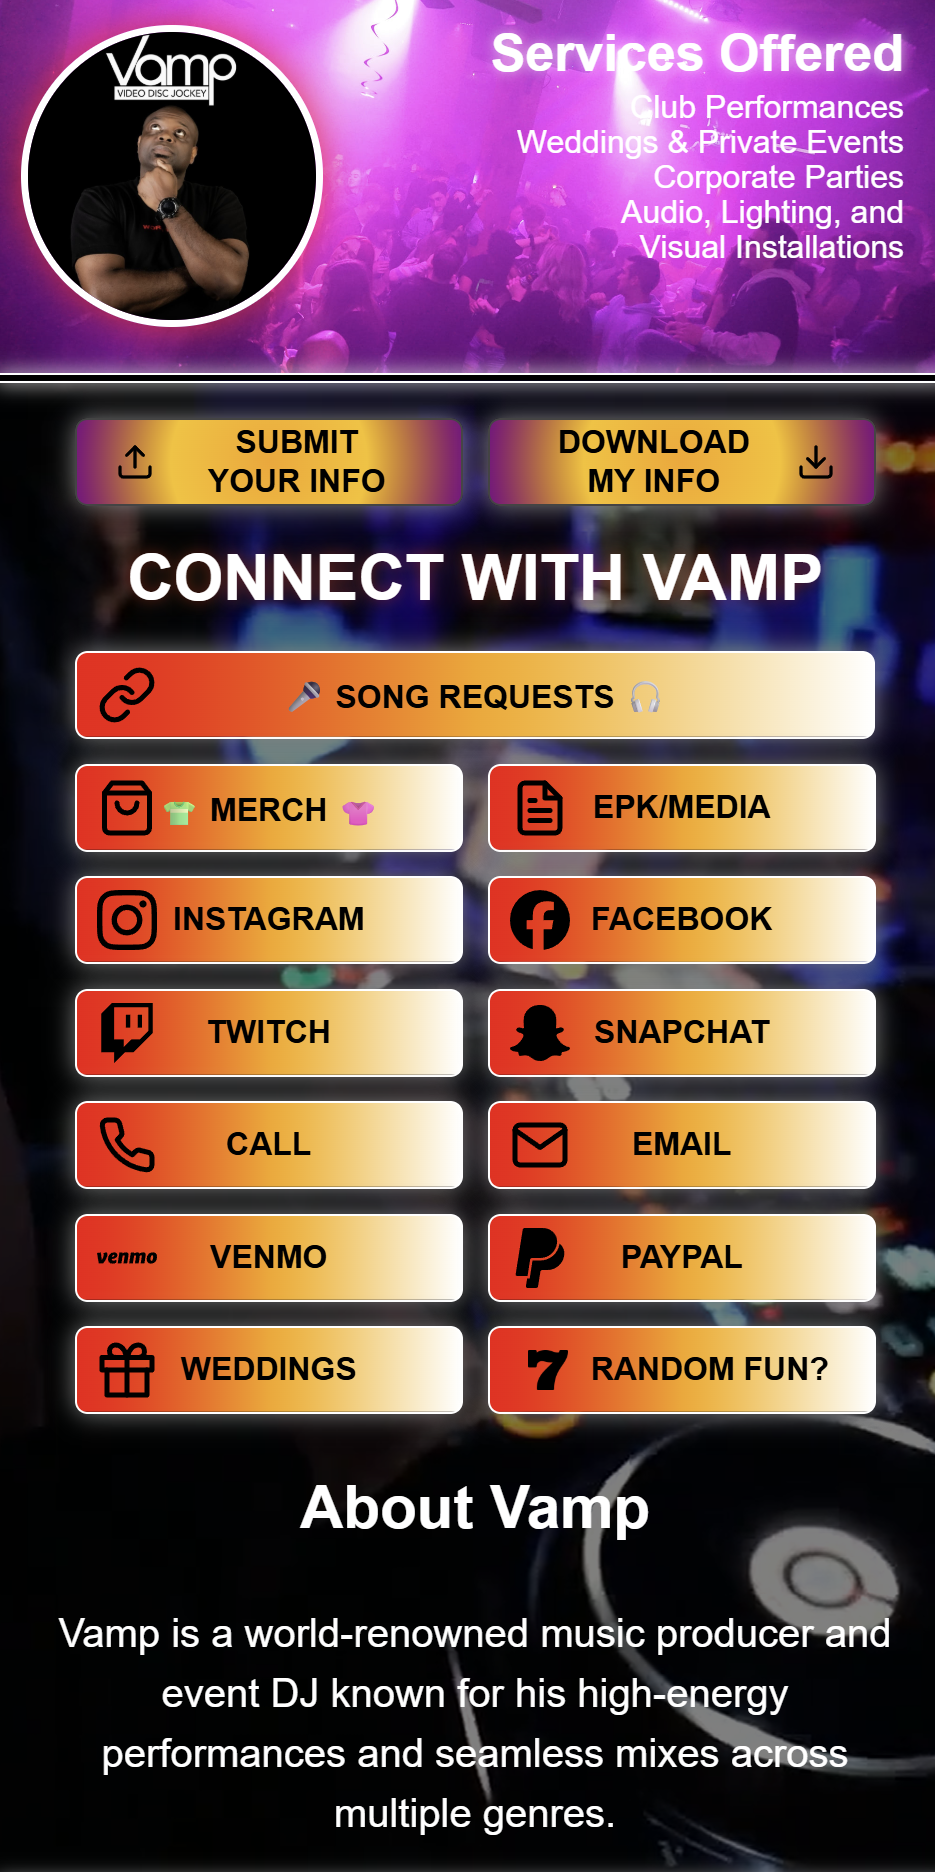 Vamp
VIDEO DISC JOCKEY
Services Offered
Club Performances
Weddings & Private Events
Corporate Parties
Audio, Lighting, and
Visual Installations
SUBMIT
YOUR INFO
DOWNLOAD
MY INFO
CONNECT WITH VAMP
🎤 SONG REQUESTS 🎧
👕 MERCH 👚
EPK/MEDIA
INSTAGRAM
FACEBOOK
TWITCH
SNAPCHAT
CALL
EMAIL
venmo VENMO
PAYPAL
WEDDINGS
7 RANDOM FUN?
About Vamp
Vamp is a world-renowned music producer and
event DJ known for his high-energy
performances and seamless mixes across
multiple genres.